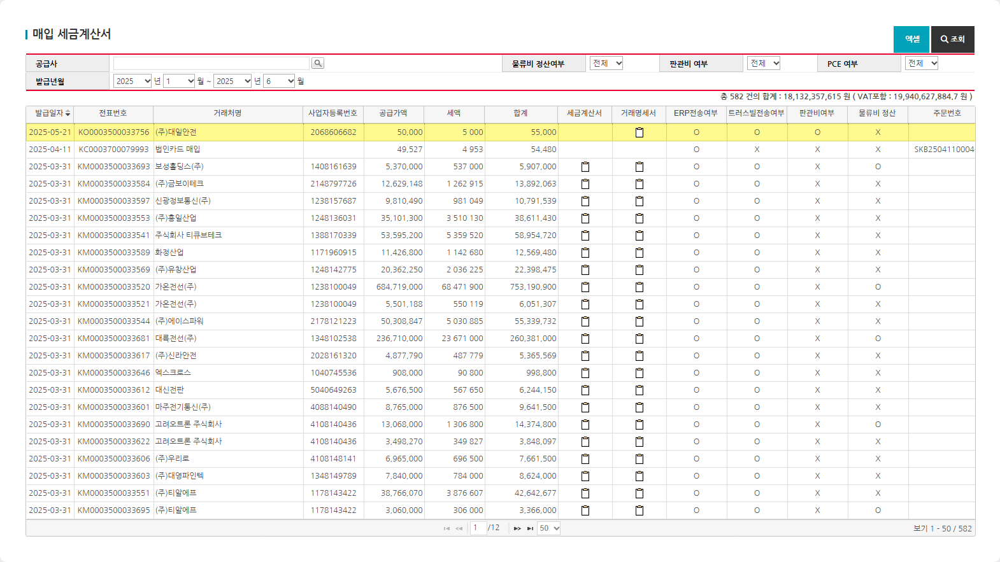 매입 세금계산서
엑셀 조회
공급사 물류비 정산여부 전체 판관비 여부 전체 PCE 여부 전체
발급년월 2025 년 1 월 ~ 2025 년 6 월
총 582 건의 합계 : 18,132,357,615 원 ( VAT포함 : 19,940,627,884.7 원 )
발급일자 전표번호 거래처명 사업자등록번호 공급가액 세액 합계 세금계산서 거래명세서 ERP전송여부 트러스빌전송여부 판관비여부 물류비 정산 주문번호
2025-05-21 KO0003500033756 (주)대일안전 2068606682 50,000 5 000 55,000 O O O X
2025-04-11 KC0003700079993 법인카드 매입 49,527 4 953 54,480 O X X X SKB2504110004-
2025-03-31 KM0003500033693 보성홀딩스(주) 1408161639 5,370,000 537 000 5,907,000 O O X O
2025-03-31 KM0003500033584 (주)금보이테크 2148797726 12,629,148 1 262 915 13,892,063 O O X X
2025-03-31 KM0003500033597 신광정보통신(주) 1238157687 9,810,490 981 049 10,791,539 O O X X
2025-03-31 KM0003500033553 (주)홍일산업 1248136031 35,101,300 3 510 130 38,611,430 O O X X
2025-03-31 KM0003500033541 주식회사 티큐브테크 1388170339 53,595,200 5 359 520 58,954,720 O O X X
2025-03-31 KM0003500033589 화정산업 1171960915 11,426,800 1 142 680 12,569,480 O O X X
2025-03-31 KM0003500033569 (주)유창산업 1248142775 20,362,250 2 036 225 22,398,475 O O X X
2025-03-31 KM0003500033520 가온전선(주) 1238100049 684,719,000 68 471 900 753,190,900 O O X O
2025-03-31 KM0003500033521 가온전선(주) 1238100049 5,501,188 550 119 6,051,307 O O X X
2025-03-31 KM0003500033544 (주)에이스파워 2178121223 50,308,847 5 030 885 55,339,732 O O X X
2025-03-31 KM0003500033681 대륙전선(주) 1348102538 236,710,000 23 671 000 260,381,000 O O X O
2025-03-31 KM0003500033617 (주)신라안전 2028161320 4,877,790 487 779 5,365,569 O O X X
2025-03-31 KM0003500033646 엑스크로스 1040745536 908,000 90 800 998,800 O O X X
2025-03-31 KM0003500033612 대신전판 5040649263 5,676,500 567 650 6,244,150 O O X X
2025-03-31 KM0003500033601 마주전기통신(주) 4088140490 8,765,000 876 500 9,641,500 O O X X
2025-03-31 KM0003500033690 고려오트론 주식회사 4108140436 13,068,000 1 306 800 14,374,800 O O X O
2025-03-31 KM0003500033622 고려오트론 주식회사 4108140436 3,498,270 349 827 3,848,097 O O X X
2025-03-31 KM0003500033606 (주)우리로 4108148141 6,965,000 696 500 7,661,500 O O X X
2025-03-31 KM0003500033603 (주)대영파인텍 1348149789 7,840,000 784 000 8,624,000 O O X X
2025-03-31 KM0003500033551 (주)티알에프 1178143422 38,766,070 3 876 607 42,642,677 O O X X
2025-03-31 KM0003500033695 (주)티알에프 1178143422 3,060,000 306 000 3,366,000 O O X O
1 /12 50 보기 1 - 50 / 582